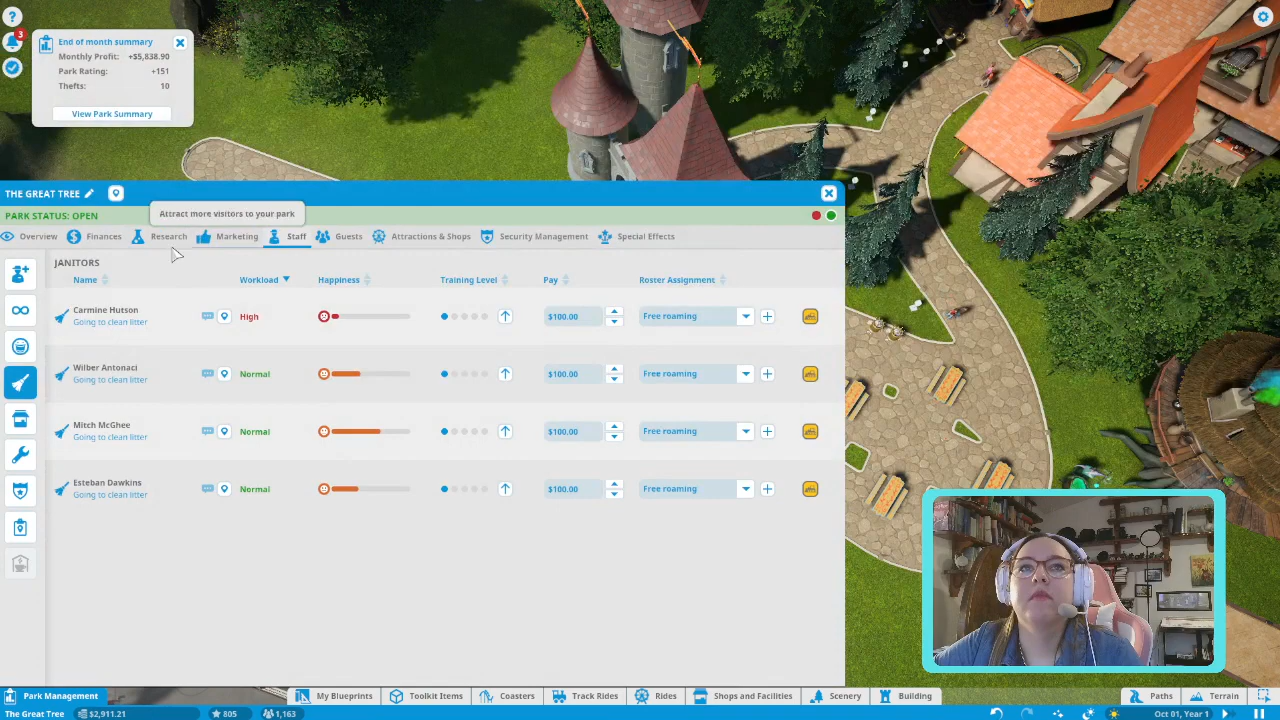 ?
3
End of month summary
Monthly Profit: +$5,838.90
Park Rating: +151
Thefts: 10
View Park Summary
THE GREAT TREE
PARK STATUS: OPEN
Attract more visitors to your park
Overview Finances Research Marketing Staff Guests Attractions & Shops Security Management Special Effects
JANITORS
Name Workload Happiness Training Level Pay Roster Assignment
Carmine Hutson
Going to clean litter
High $100.00 Free roaming
Wilber Antonaci
Going to clean litter
Normal $100.00 Free roaming
Mitch McGhee
Going to clean litter
Normal $100.00 Free roaming
Esteban Dawkins
Going to clean litter
Normal $100.00 Free roaming
Park Management My Blueprints Toolkit Items Coasters Track Rides Rides Shops and Facilities Scenery Building Paths Terrain
The Great Tree $2,911.21 805 1,163 Oct 01, Year 1